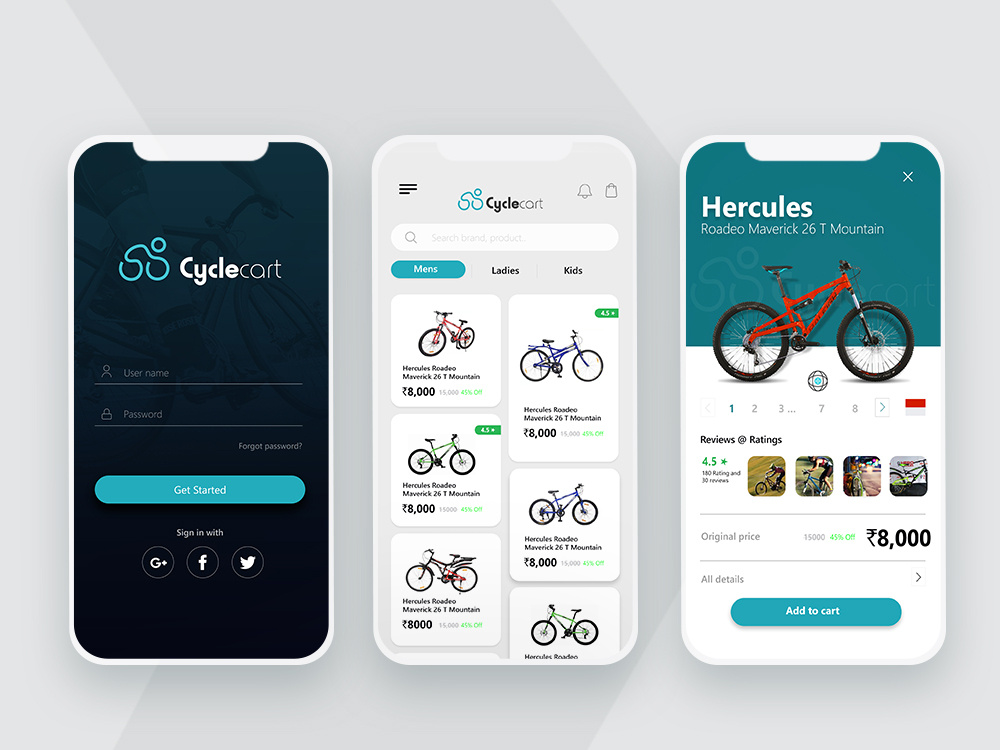 Cyclecart
User name
Password
Forgot password?
Get Started
Sign in with
G+
f
Cyclecart
Search brand, product..
Mens
Ladies
Kids
Hercules Roadeo
Maverick 26 T Mountain
₹8,000 15,000 45% Off
4.5 ★
Hercules Roadeo
Maverick 26 T Mountain
₹8,000 15000 45% Off
Hercules Roadeo
Maverick 26 T Mountain
₹8000 15,000 45% Off
4.5 ★
Hercules Roadeo
Maverick 26 T Mountain
₹8,000 15,000 45% Off
Hercules Roadeo
Maverick 26 T Mountain
₹8,000 15,000 45% Off
Hercules Roadeo
Hercules
Roadeo Maverick 26 T Mountain
Cyclecart
1 2 3 ... 7 8
Reviews @ Ratings
4.5 ★
180 Rating and
30 reviews
Original price 15000 45% Off ₹8,000
All details
Add to cart